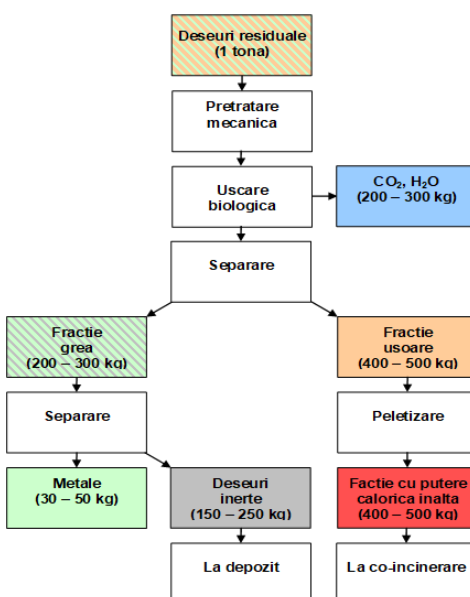 Deseuri residuale
(1 tona)
Pretratare
mecanica
Uscare
biologica
CO₂, H₂O
(200 – 300 kg)
Separare
Fractie
grea
(200 – 300 kg)
Fractie
usoare
(400 – 500 kg)
Separare
Peletizare
Metale
(30 – 50 kg)
Deseuri
inerte
(150 – 250 kg)
Factie cu putere
calorica inalta
(400 – 500 kg)
La depozit
La co-incinerare